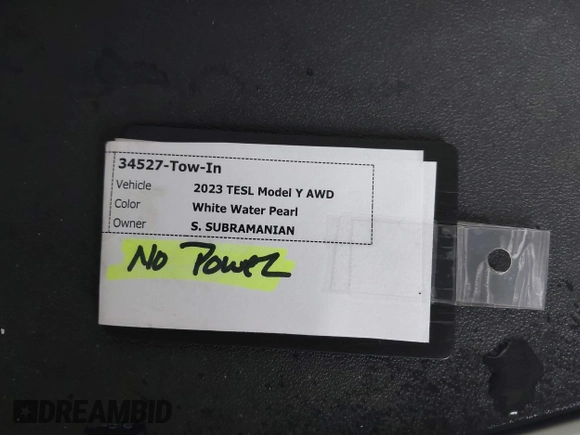 34527-Tow-In
Vehicle 2023 TESL Model Y AWD
Color White Water Pearl
Owner S. SUBRAMANIAN
No Power
DREAMBID